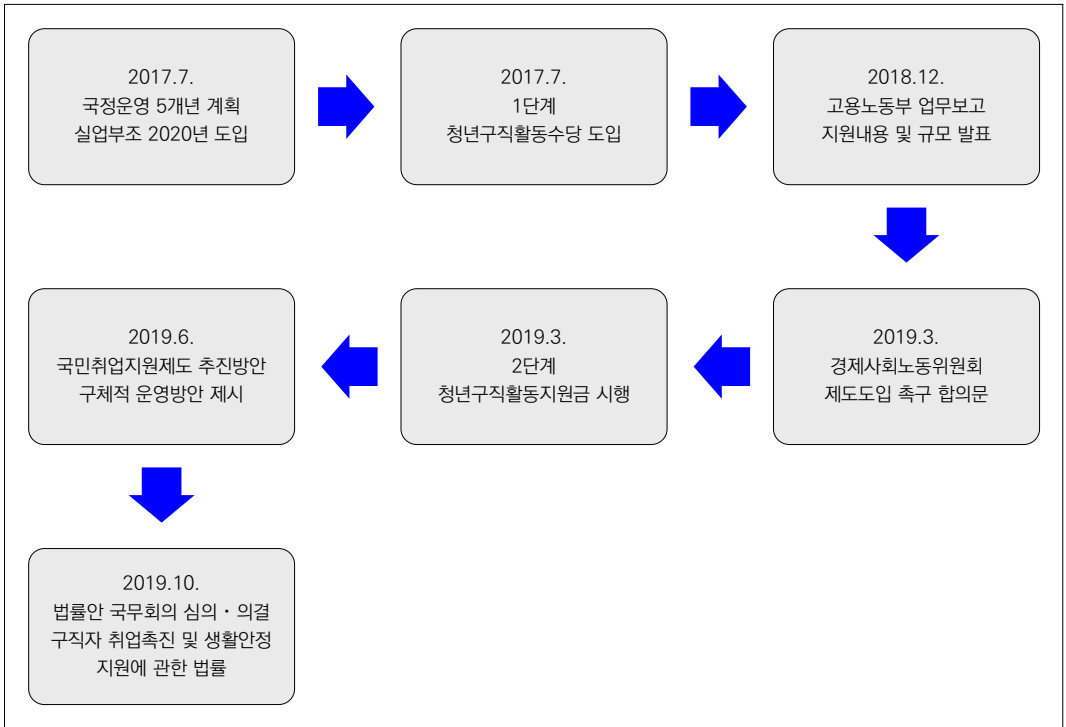 2017.7.
국정운영 5개년 계획
실업부조 2020년 도입
2017.7.
1단계
청년구직활동수당 도입
2018.12.
고용노동부 업무보고
지원내용 및 규모 발표
2019.3.
경제사회노동위원회
제도도입 촉구 합의문
2019.3.
2단계
청년구직활동지원금 시행
2019.6.
국민취업지원제도 추진방안
구체적 운영방안 제시
2019.10.
법률안 국무회의 심의・의결
구직자 취업촉진 및 생활안정
지원에 관한 법률